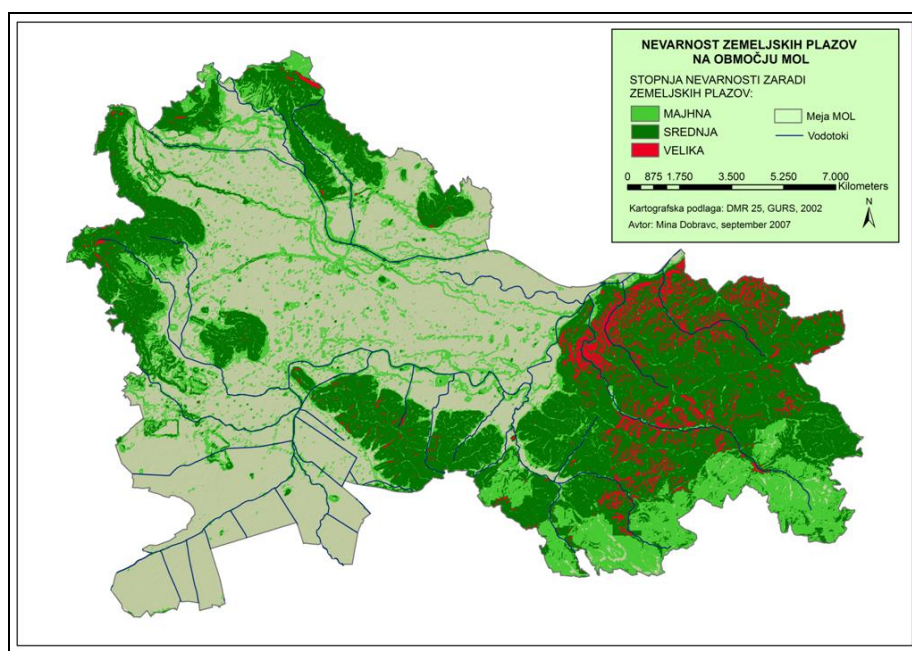 NEVARNOST ZEMELJSKIH PLAZOV
NA OBMOČJU MOL
STOPNJA NEVARNOSTI ZARADI
ZEMELJSKIH PLAZOV:
MAJHNA
SREDNJA
VELIKA
Meja MOL
Vodotoki
0 875 1.750 3.500 5.250 7.000
Kilometers
Kartografska podlaga: DMR 25, GURS, 2002
Avtor: Mina Dobravc, september 2007
N